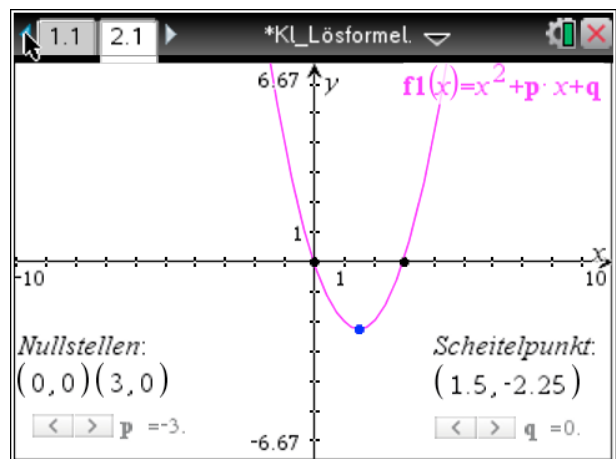 1.1 2.1 *Kl_Lösformel.
6.67 y
f1(x)=x²+p·x+q
1
x
-10 1 10
Nullstellen: Scheitelpunkt:
(0,0)(3,0) (1.5,-2.25)
< > p =-3. < > q =0.
-6.67